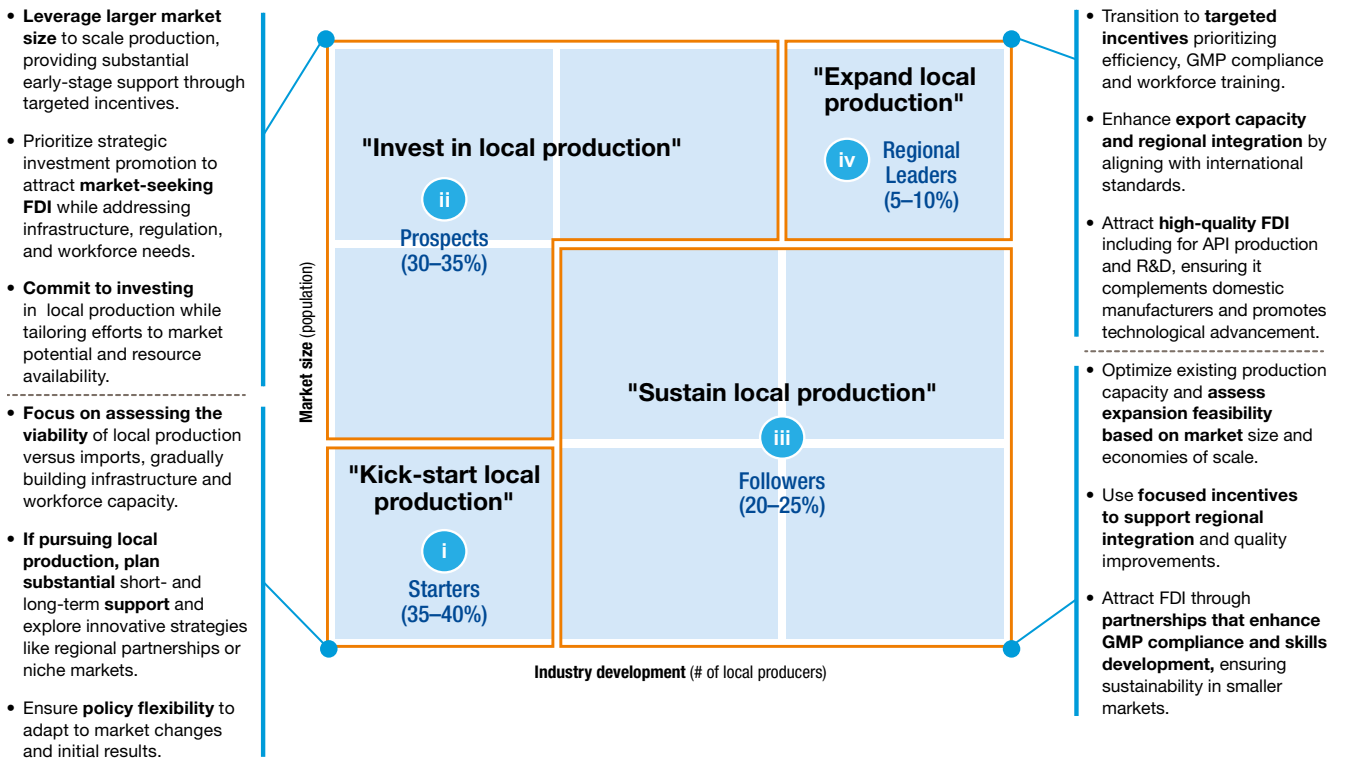 • Leverage larger market
size to scale production,
providing substantial
early-stage support through
targeted incentives.
• Prioritize strategic
investment promotion to
attract market-seeking
FDI while addressing
infrastructure, regulation,
and workforce needs.
• Commit to investing
in local production while
tailoring efforts to market
potential and resource
availability.
• Focus on assessing the
viability of local production
versus imports, gradually
building infrastructure and
workforce capacity.
• If pursuing local
production, plan
substantial short- and
long-term support and
explore innovative strategies
like regional partnerships or
niche markets.
• Ensure policy flexibility to
adapt to market changes
and initial results.
Market size (population)
"Invest in local production"
ii
Prospects
(30–35%)
"Expand local
production"
iv
Regional
Leaders
(5–10%)
"Sustain local production"
iii
Followers
(20–25%)
"Kick-start local
production"
i
Starters
(35–40%)
Industry development (# of local producers)
• Transition to targeted
incentives prioritizing
efficiency, GMP compliance
and workforce training.
• Enhance export capacity
and regional integration by
aligning with international
standards.
• Attract high-quality FDI
including for API production
and R&D, ensuring it
complements domestic
manufacturers and promotes
technological advancement.
• Optimize existing production
capacity and assess
expansion feasibility
based on market size and
economies of scale.
• Use focused incentives
to support regional
integration and quality
improvements.
• Attract FDI through
partnerships that enhance
GMP compliance and skills
development, ensuring
sustainability in smaller
markets.